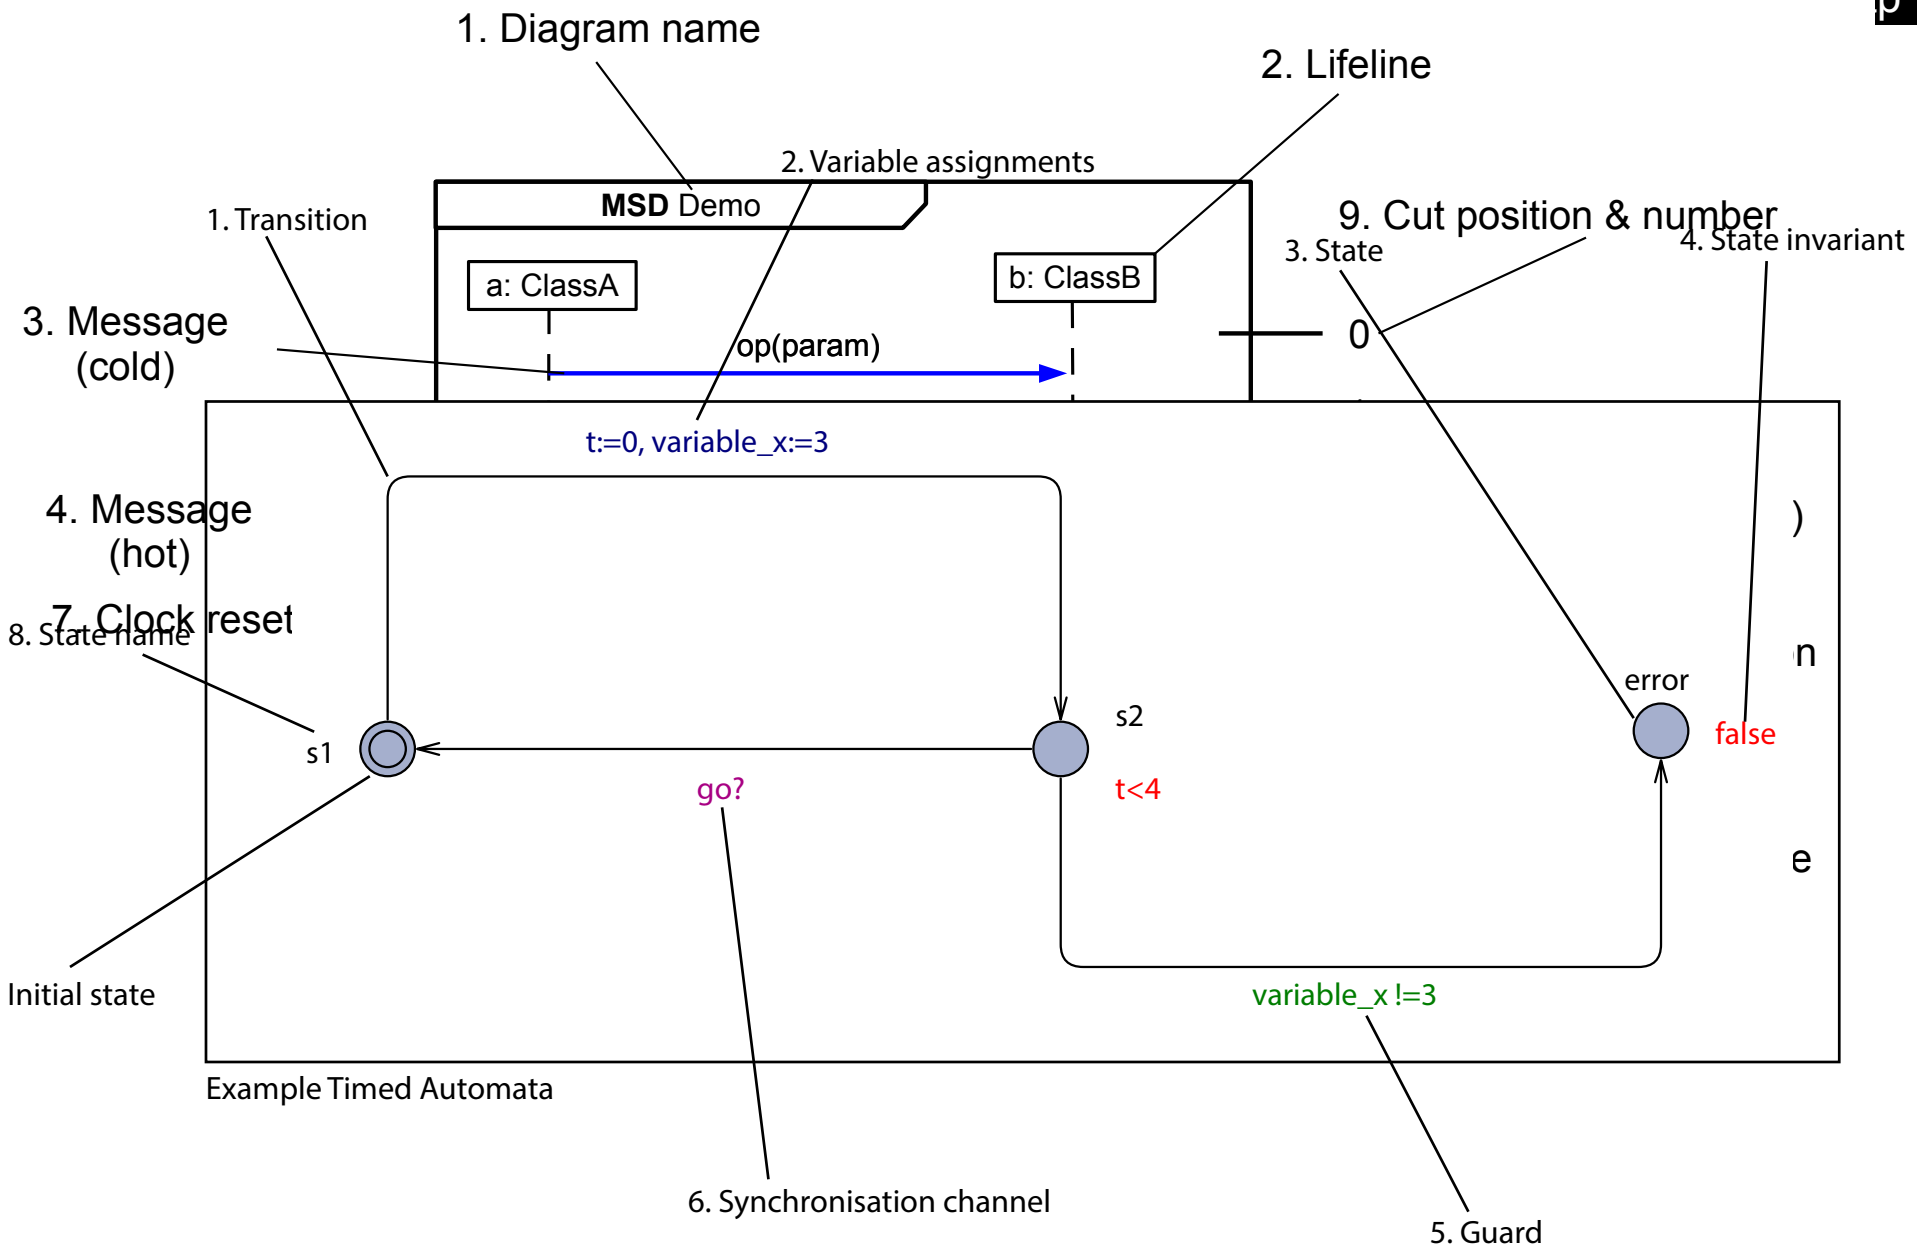 p
1. Diagram name
2. Lifeline
2. Variable assignments
MSD Demo
1. Transition
9. Cut position & number
4. State invariant
3. State
a: ClassA
b: ClassB
3. Message
(cold)
op(param)
0
t:=0, variable_x:=3
4. Message
(hot)
)
7. Clock reset
8. State name
n
error
s1
s2
false
go?
t<4
e
Initial state
variable_x !=3
Example Timed Automata
6. Synchronisation channel
5. Guard